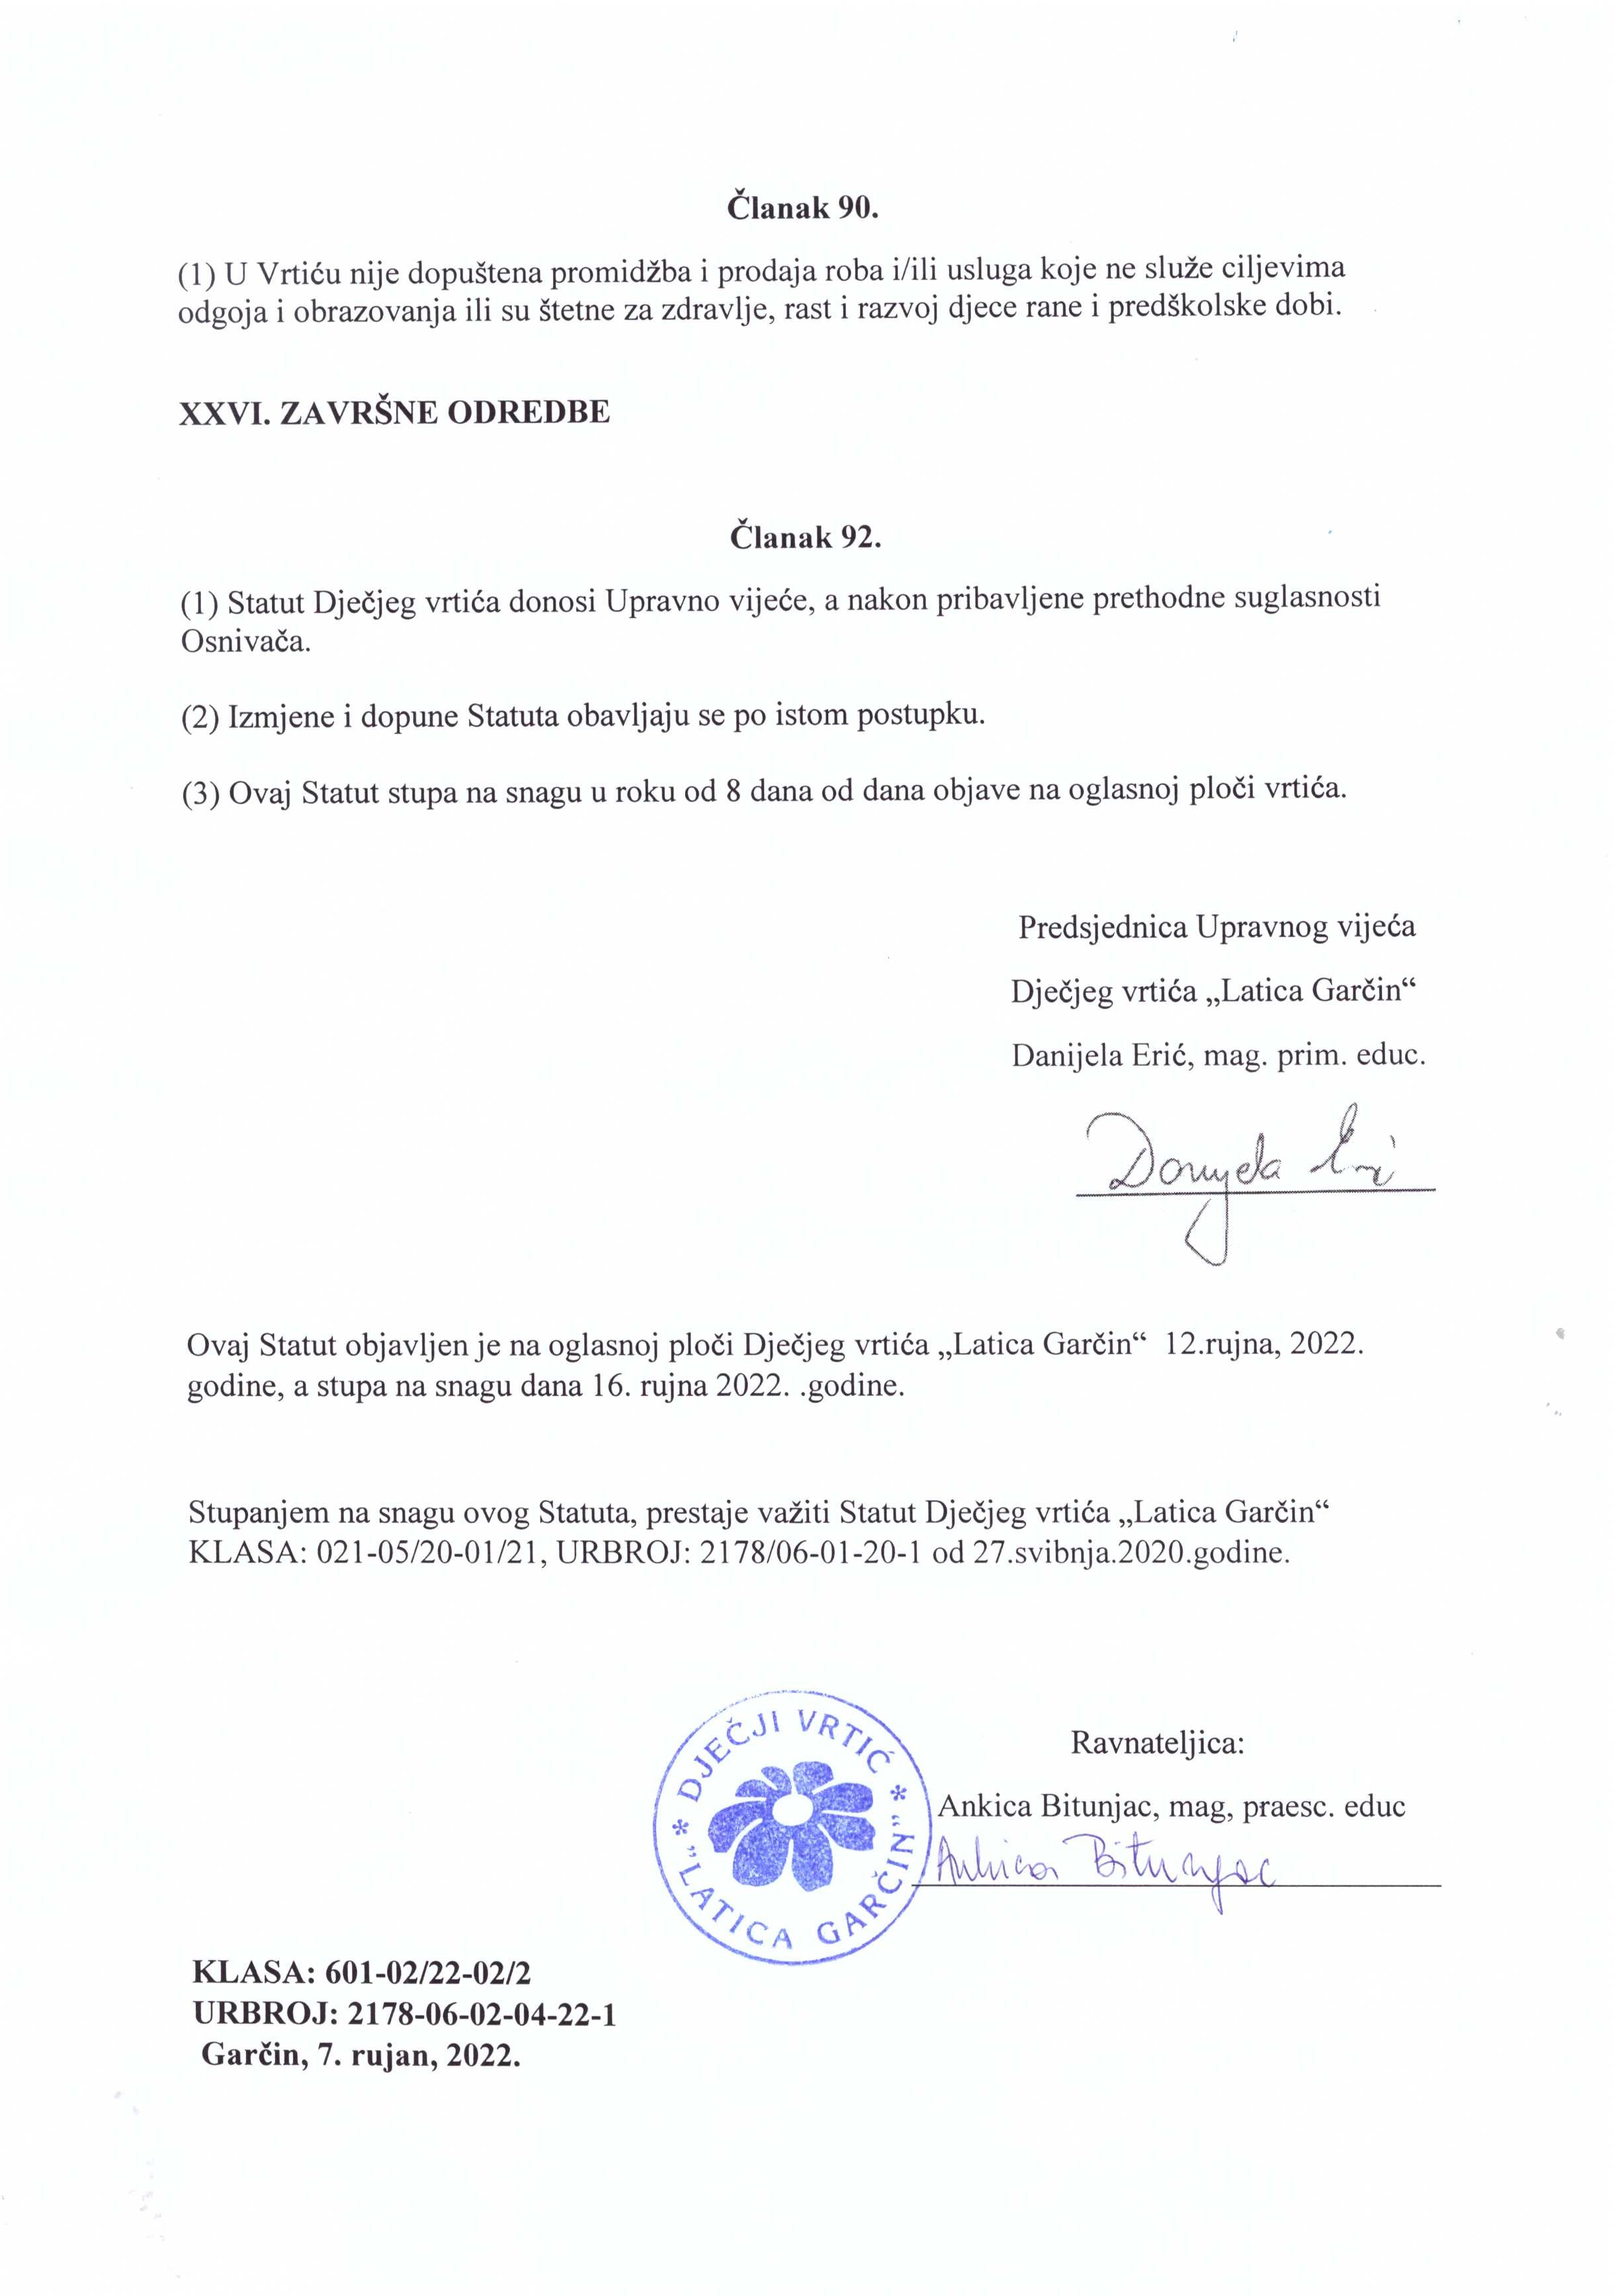 Članak 90.
(1) U Vrtiću nije dopuštena promidžba i prodaja roba i/ili usluga koje ne služe ciljevima
odgoja i obrazovanja ili su štetne za zdravlje, rast i razvoj djece rane i predškolske dobi.
XXVI. ZAVRŠNE ODREDBE
Članak 92.
(1) Statut Dječjeg vrtića donosi Upravno vijeće, a nakon pribavljene prethodne suglasnosti
Osnivača.
(2) Izmjene i dopune Statuta obavljaju se po istom postupku.
(3) Ovaj Statut stupa na snagu u roku od 8 dana od dana objave na oglasnoj ploči vrtića.
Predsjednica Upravnog vijeća
Dječjeg vrtića „Latica Garčin“
Danijela Erić, mag. prim. educ.
Ovaj Statut objavljen je na oglasnoj ploči Dječjeg vrtića „Latica Garčin“ 12.rujna, 2022.
godine, a stupa na snagu dana 16. rujna 2022. .godine.
Stupanjem na snagu ovog Statuta, prestaje važiti Statut Dječjeg vrtića „Latica Garčin“
KLASA: 021-05/20-01/21, URBROJ: 2178/06-01-20-1 od 27.svibnja.2020.godine.
* DJEČJI VRTIĆ *
"LATICA GARČIN"
Ravnateljica:
Ankica Bitunjac, mag, praesc. educ
Ankica Bitunjac
KLASA: 601-02/22-02/2
URBROJ: 2178-06-02-04-22-1
Garčin, 7. rujan, 2022.